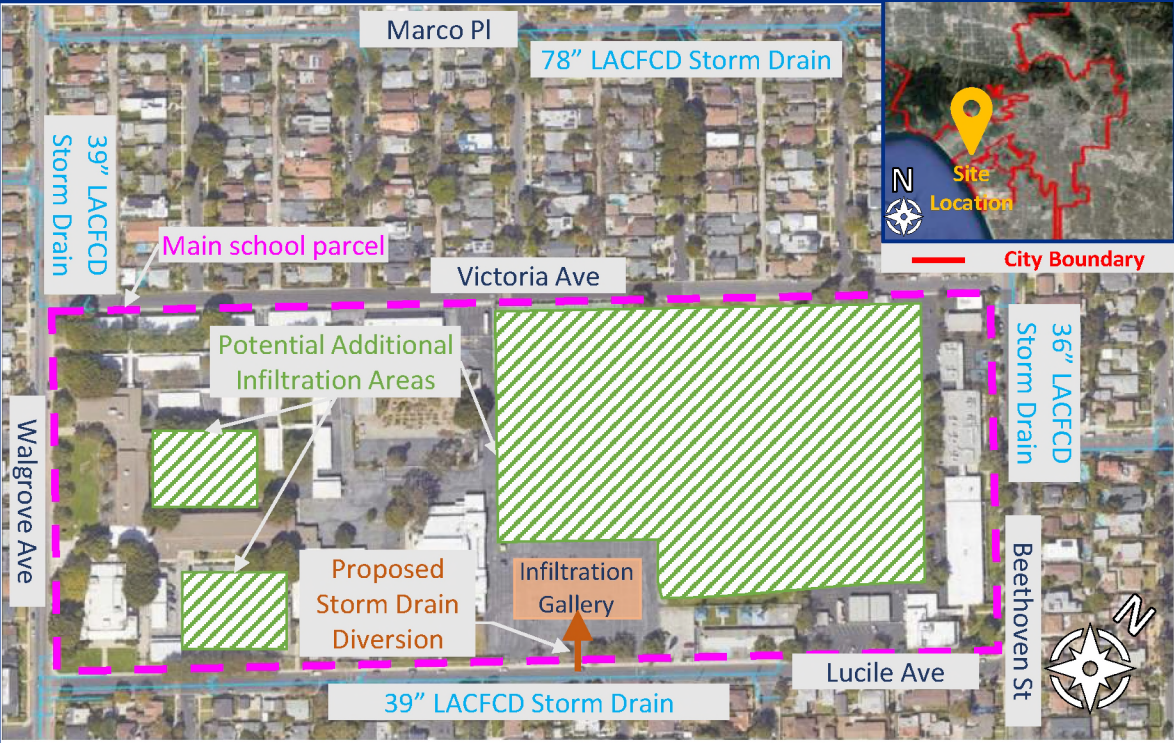 Marco Pl
78” LACFCD Storm Drain
39” LACFCD
Storm Drain
N
Site
Location
City Boundary
Main school parcel
Victoria Ave
Potential Additional
Infiltration Areas
36” LACFCD
Storm Drain
Walgrove Ave
Proposed
Storm Drain
Diversion
Infiltration
Gallery
Beethoven St
N
Lucile Ave
39” LACFCD Storm Drain